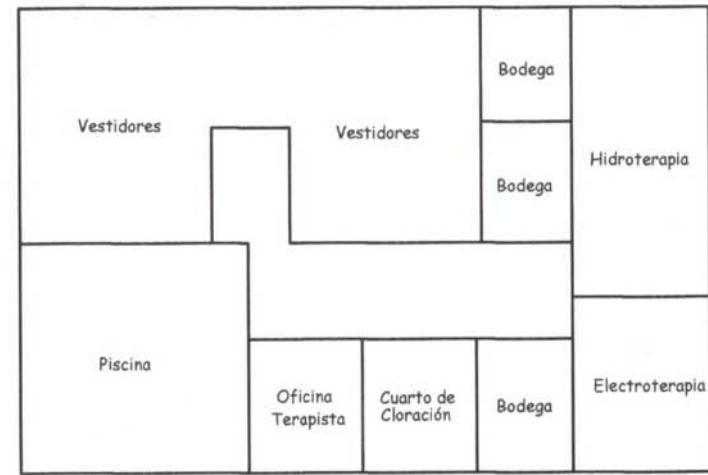 Bodega
Vestidores
Vestidores
Hidroterapia
Bodega
Piscina
Oficina
Terapista
Cuarto de
Cloración
Bodega
Electroterapia